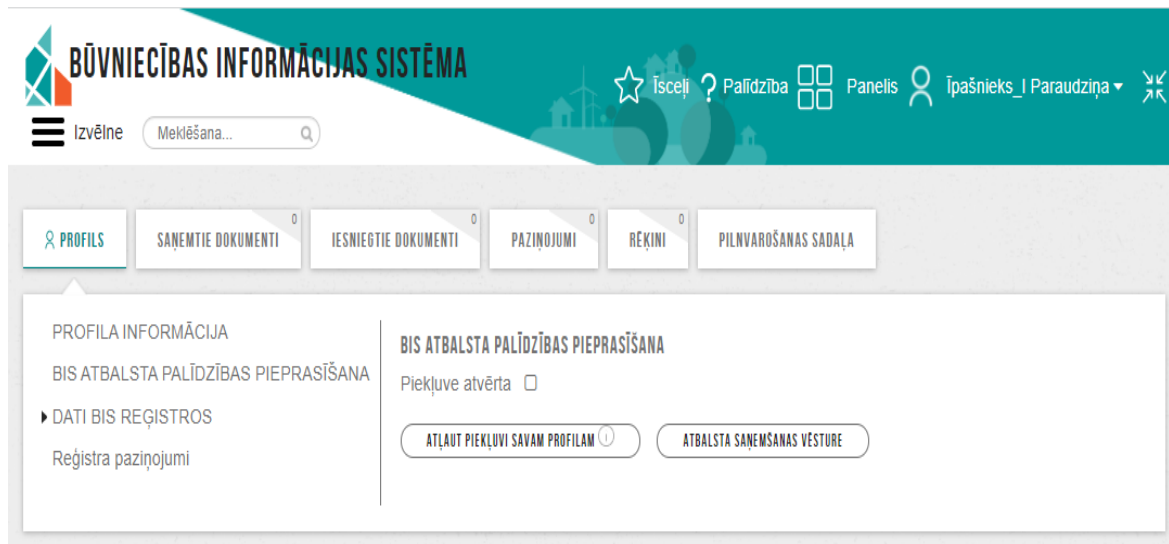 BŪVNIECĪBAS INFORMĀCIJAS SISTĒMA
Īsceļi ? Palīdzība Panelis Īpašnieks_I Paraudziņa
Izvēlne Meklēšana...
PROFILS SAŅEMTIE DOKUMENTI 0 IESNIEGTIE DOKUMENTI 0 PAZIŅOJUMI 0 RĒĶINI 0 PILNVAROŠANAS SADAĻA
PROFILA INFORMĀCIJA
BIS ATBALSTA PALĪDZĪBAS PIEPRASĪŠANA
DATI BIS REĢISTROS
Reģistra paziņojumi
BIS ATBALSTA PALĪDZĪBAS PIEPRASĪŠANA
Piekļuve atvērta
ATĻAUT PIEKĻUVI SAVAM PROFILAM i ATBALSTA SAŅEMŠANAS VĒSTURE